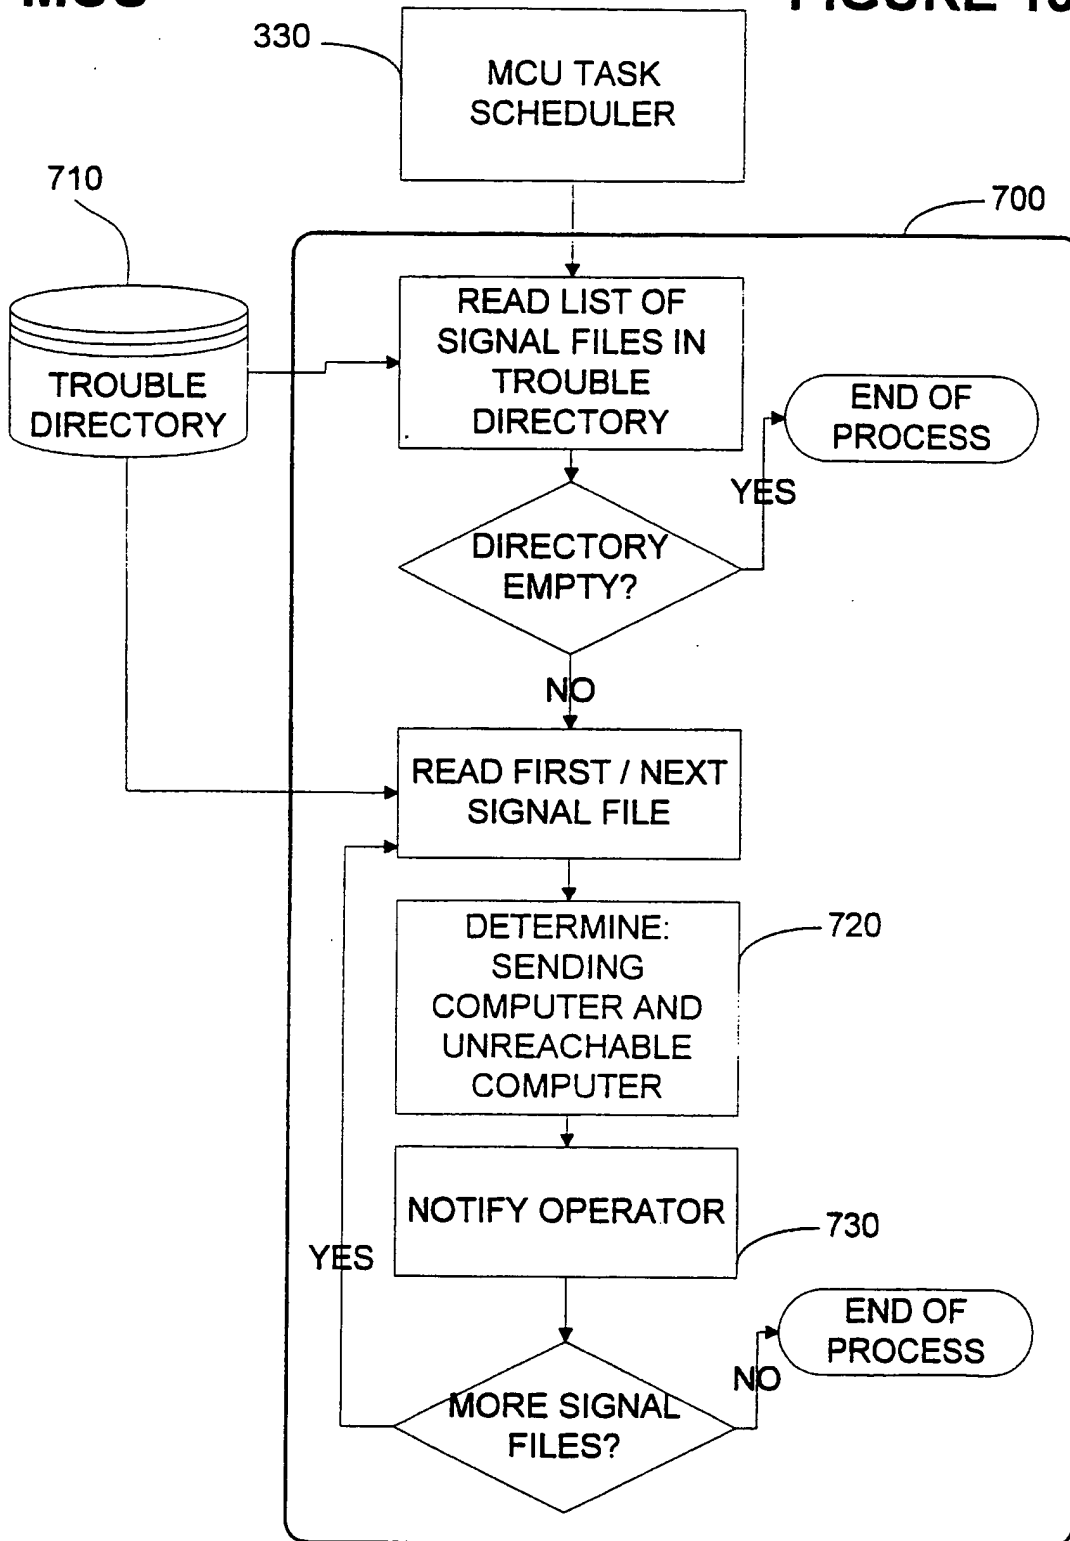 MCU
FIGURE
330
MCU TASK
SCHEDULER
710
700
TROUBLE
DIRECTORY
READ LIST OF
SIGNAL FILES IN
TROUBLE
DIRECTORY
END OF
PROCESS
YES
DIRECTORY
EMPTY?
NO
READ FIRST / NEXT
SIGNAL FILE
DETERMINE:
SENDING
COMPUTER AND
UNREACHABLE
COMPUTER
720
NOTIFY OPERATOR
730
YES
END OF
PROCESS
NO
MORE SIGNAL
FILES?